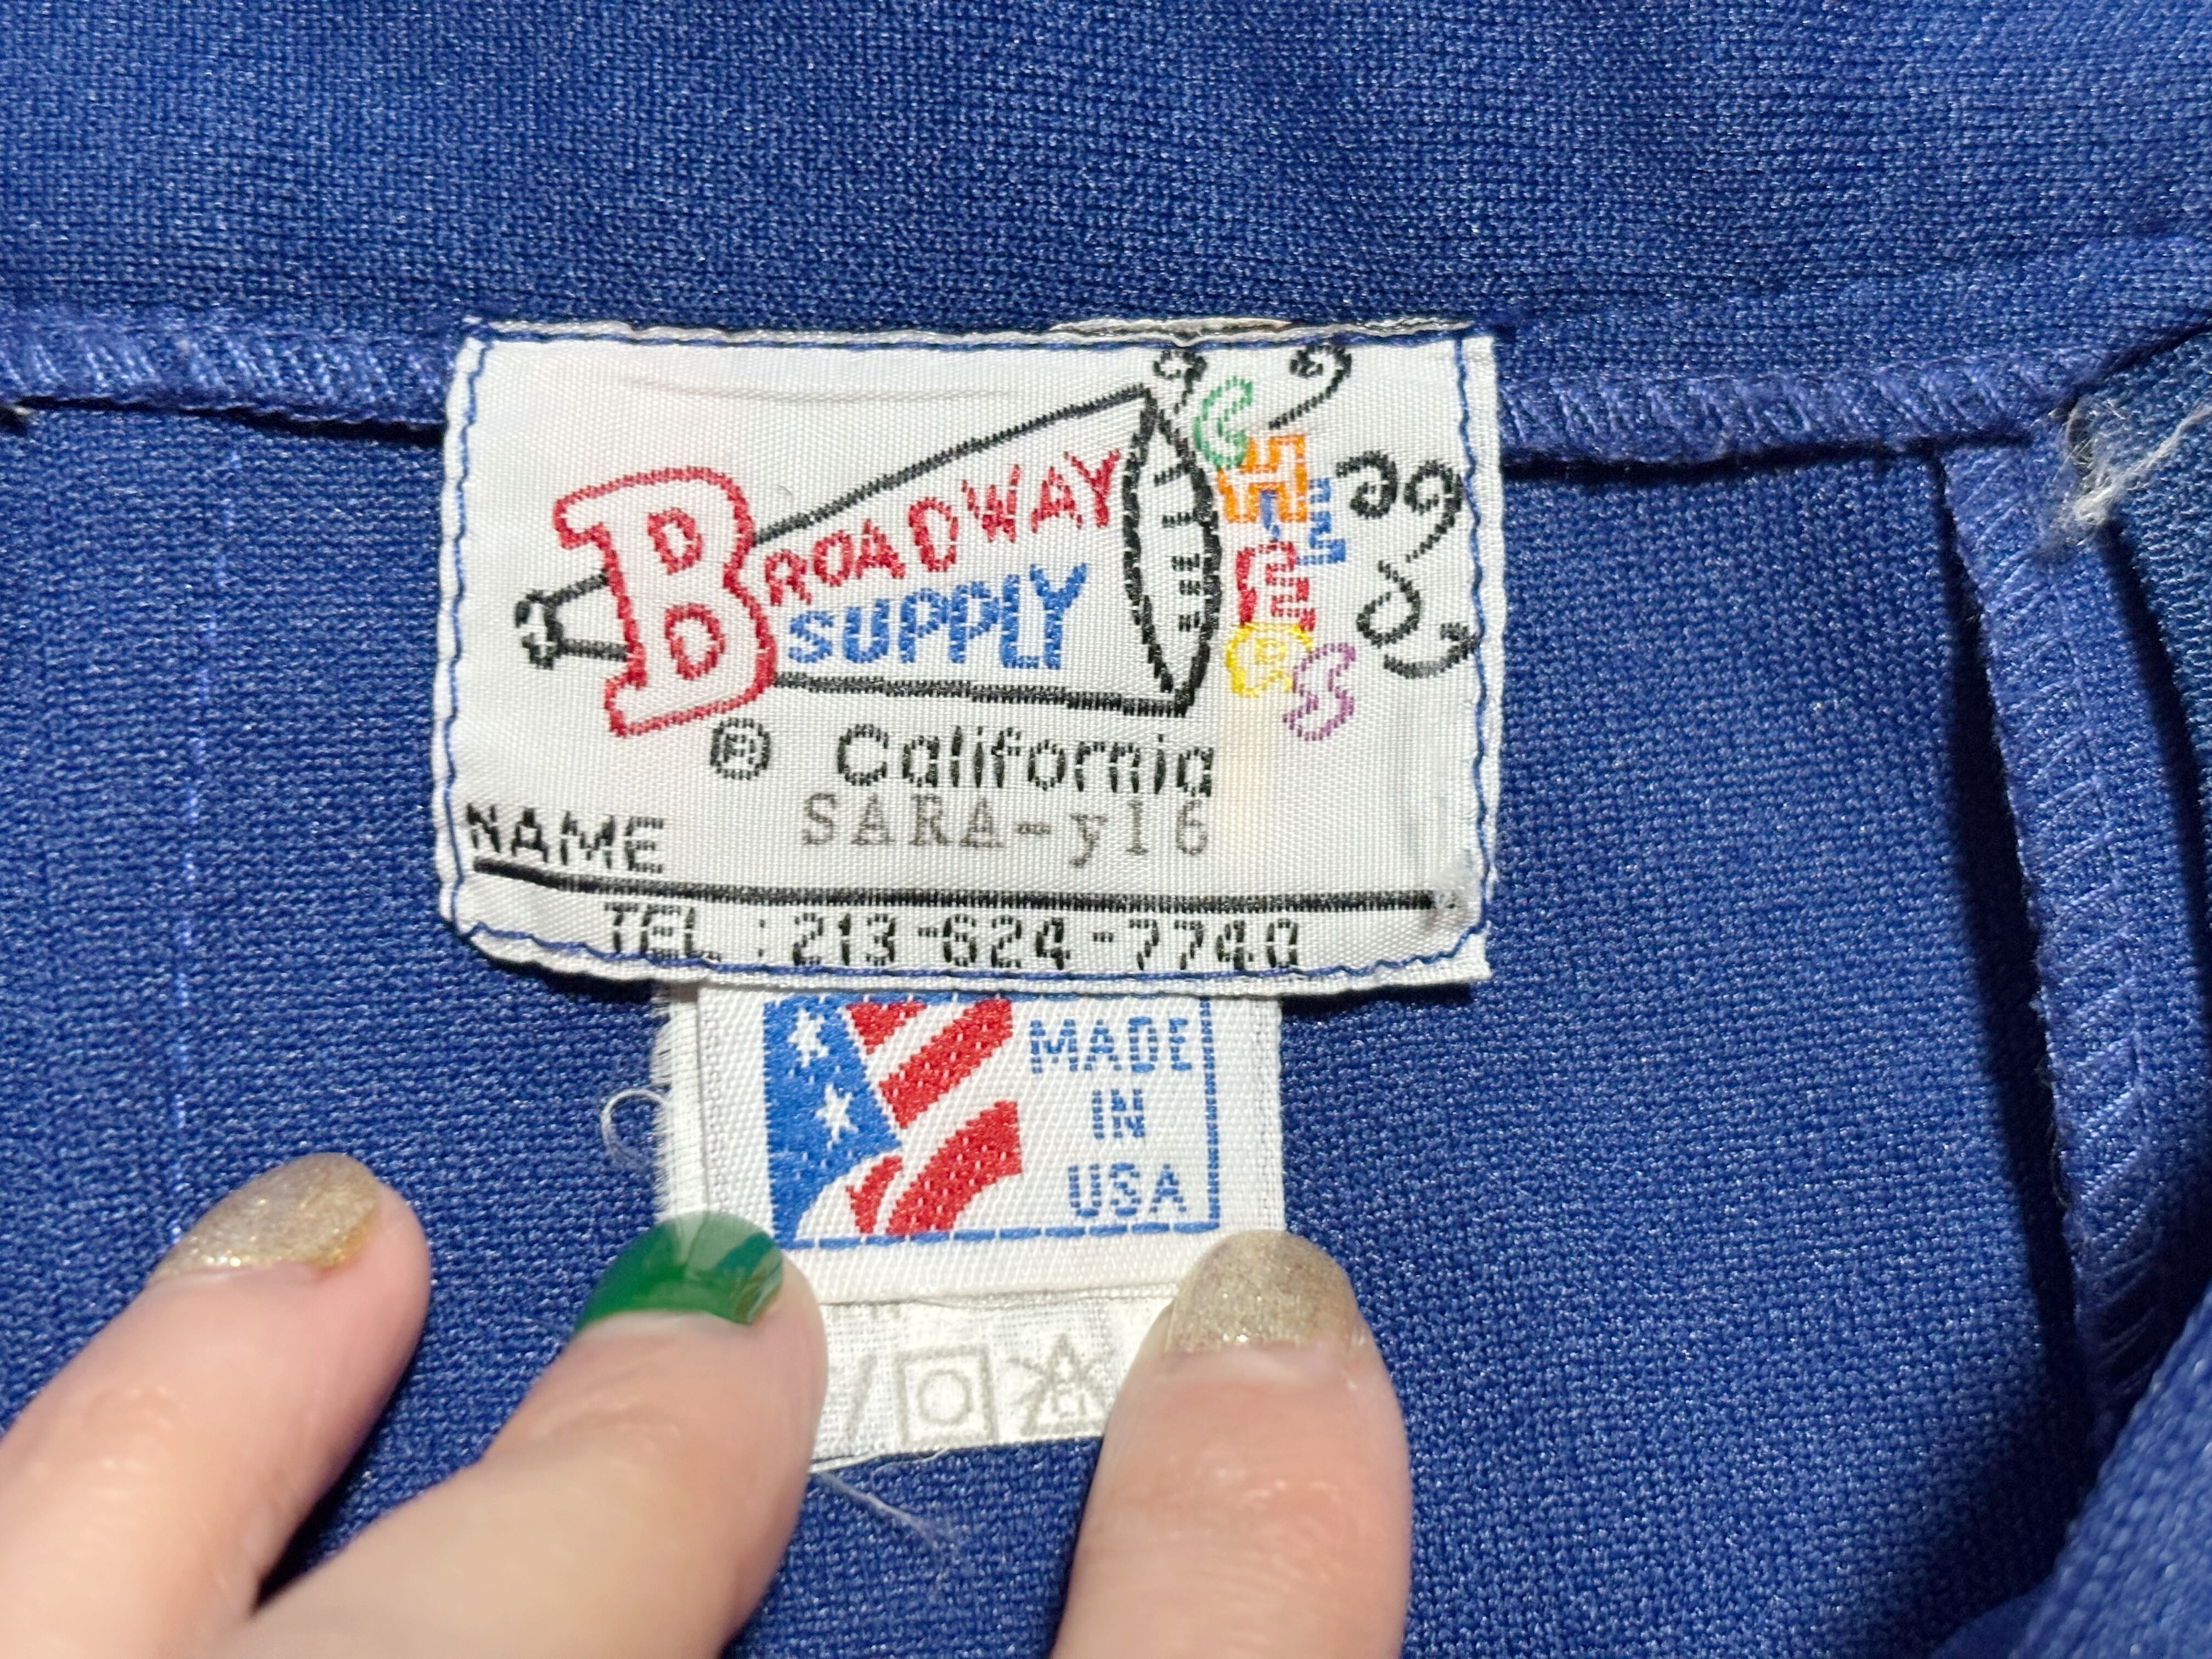 BROADWAY
SUPPLY
CHEERS
® California
NAME SARA-y16
TEL.: 213-624-7740
MADE
IN
USA